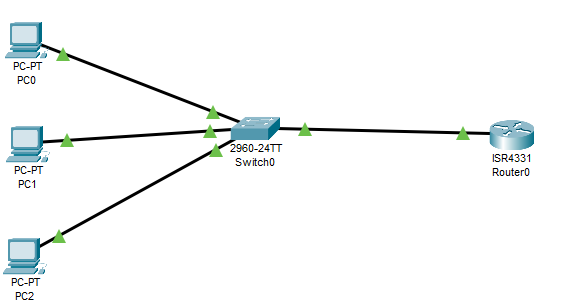 PC-PT
PC0
PC-PT
PC1
2960-24TT
Switch0
ISR4331
Router0
PC-PT
PC2